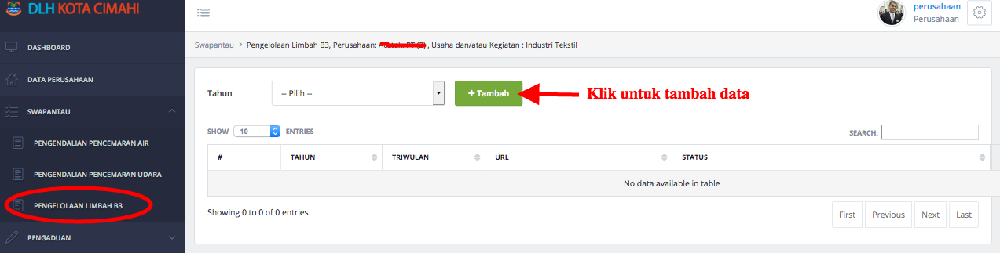 DLH KOTA CIMAHI
perusahaan
Perusahaan
DASHBOARD
DATA PERUSAHAAN
SWAPANTAU
PENGENDALIAN PENCEMARAN AIR
PENGENDALIAN PENCEMARAN UDARA
PENGELOLAAN LIMBAH B3
PENGADUAN
Swapantau > Pengelolaan Limbah B3, Perusahaan: , Usaha dan/atau Kegiatan : Industri Tekstil
Tahun -- Pilih -- +Tambah Klik untuk tambah data
SHOW 10 ENTRIES SEARCH:
# TAHUN TRIWULAN URL STATUS
No data available in table
Showing 0 to 0 of 0 entries First Previous Next Last